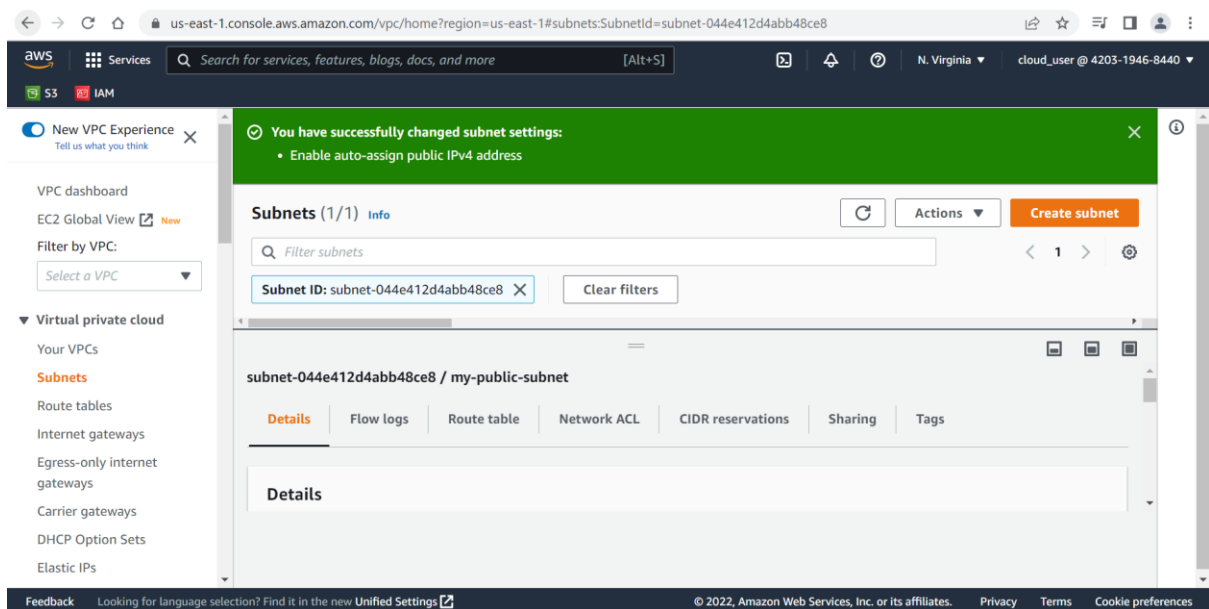 us-east-1.console.aws.amazon.com/vpc/home?region=us-east-1#subnets:SubnetId=subnet-044e412d4abb48ce8
aws
Services
Search for services, features, blogs, docs, and more
[Alt+S]
N. Virginia ▼
cloud_user @ 4203-1946-8440 ▼
S3
IAM
New VPC Experience
Tell us what you think
VPC dashboard
EC2 Global View New
Filter by VPC:
Select a VPC
Virtual private cloud
Your VPCs
Subnets
Route tables
Internet gateways
Egress-only internet
gateways
Carrier gateways
DHCP Option Sets
Elastic IPs
You have successfully changed subnet settings:
• Enable auto-assign public IPv4 address
Subnets (1/1) Info
Actions ▼
Create subnet
Filter subnets
1
Subnet ID: subnet-044e412d4abb48ce8
Clear filters
subnet-044e412d4abb48ce8 / my-public-subnet
Details
Flow logs
Route table
Network ACL
CIDR reservations
Sharing
Tags
Details
Feedback
Looking for language selection? Find it in the new Unified Settings
© 2022, Amazon Web Services, Inc. or its affiliates.
Privacy
Terms
Cookie preferences